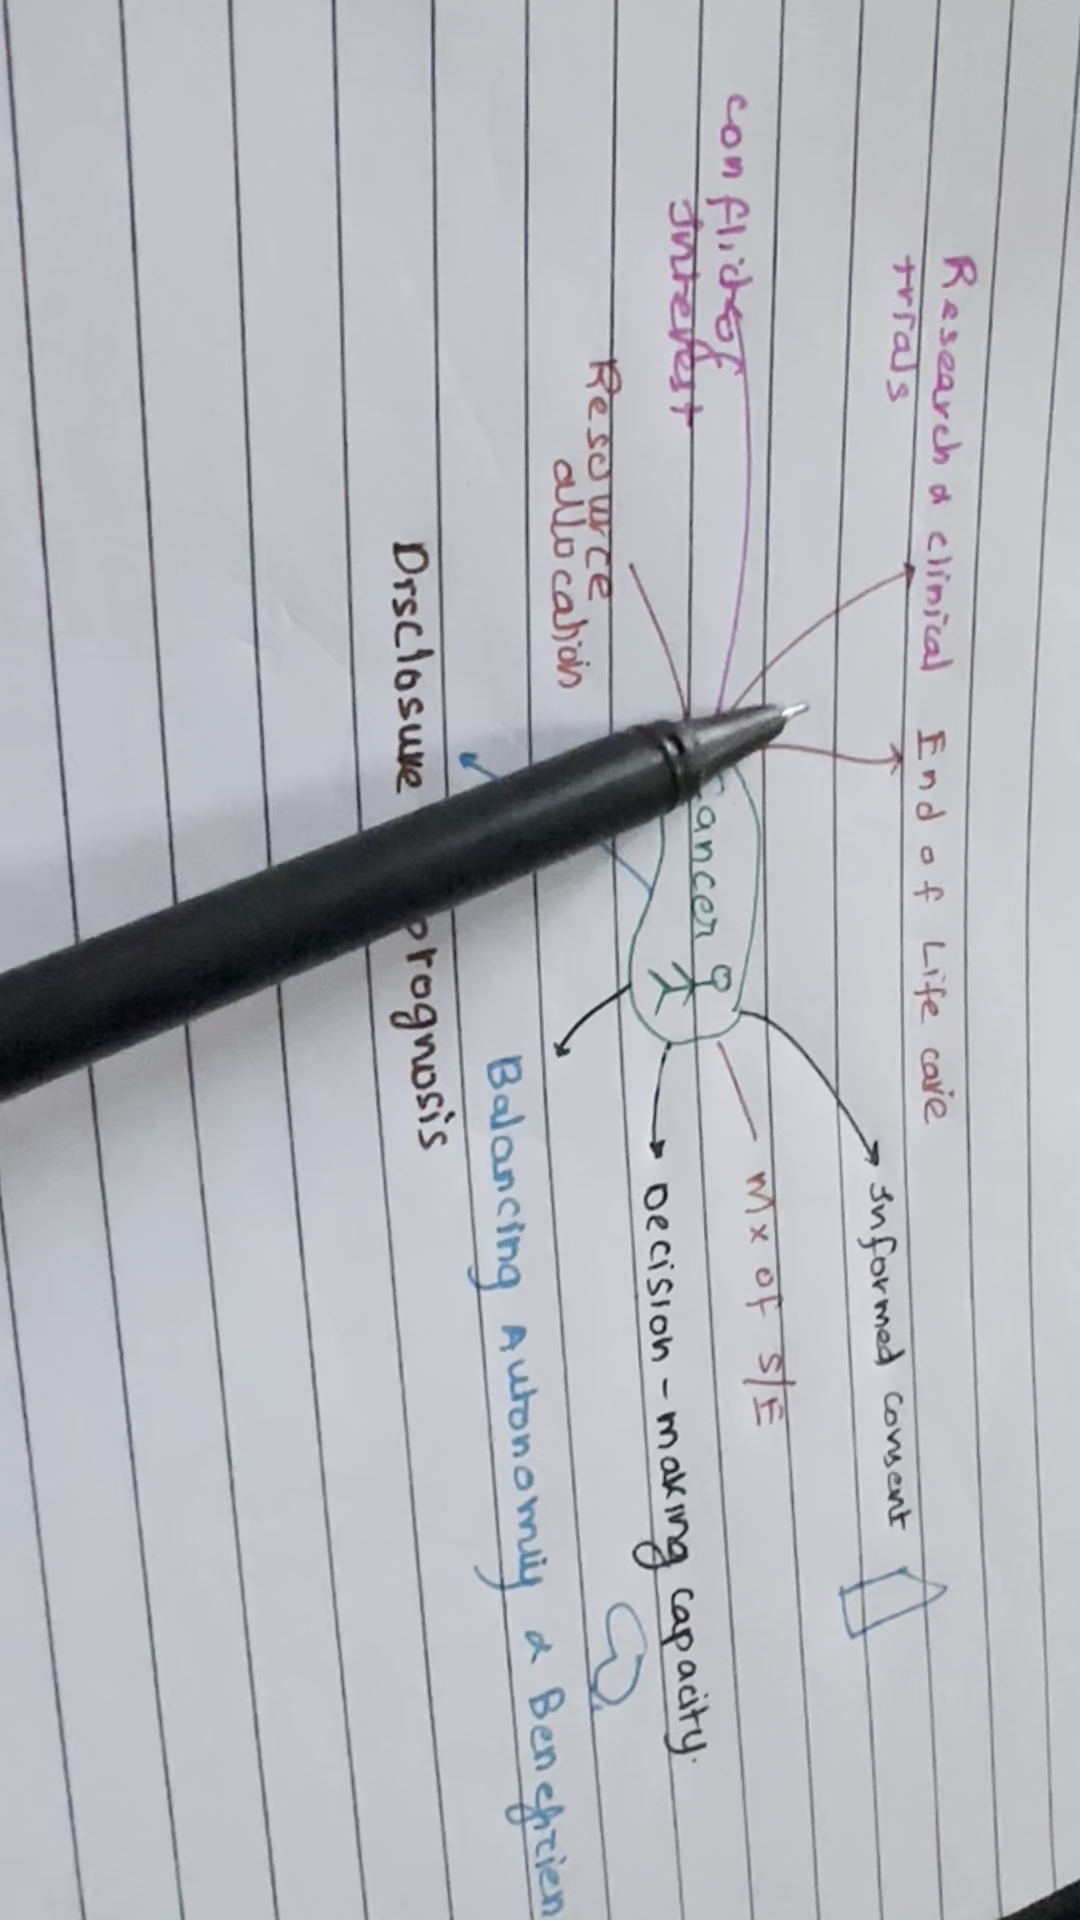 Research & clinical
trials
End of Life care
conflict of
Interest
Informed consent
Mx of S/E
ancer
Decision-making capacity.
Resource
allocation
Balancing Autonomy & Beneficien
Disclosure
prognosis